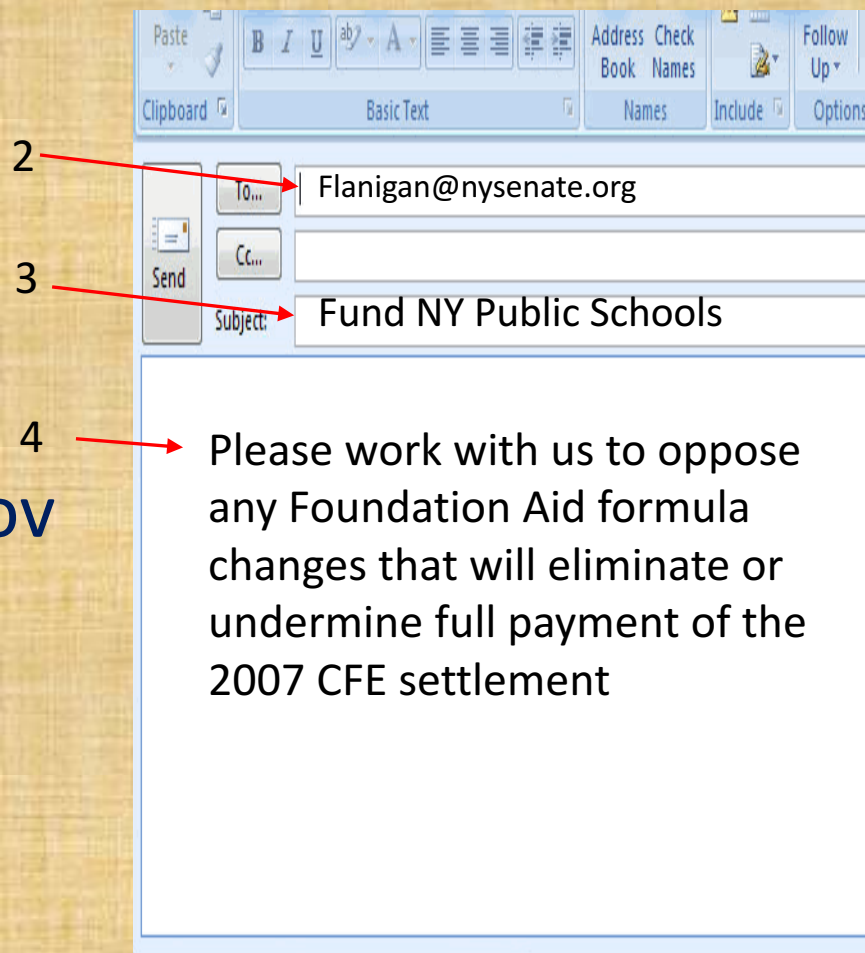 Paste
B I U ab A
Address Check
Book Names
Follow
Up
Clipboard
Basic Text
Names
Include
Options
2
To...
Flanigan@nysenate.org
Cc...
Send
3
Subject:
Fund NY Public Schools
4
Please work with us to oppose
any Foundation Aid formula
changes that will eliminate or
undermine full payment of the
2007 CFE settlement
ov